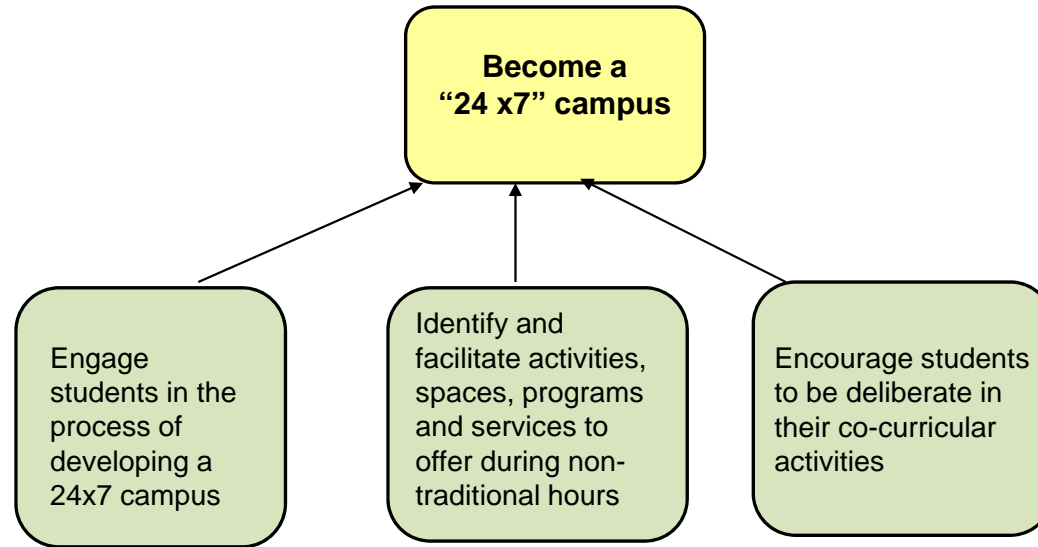 Become a
“24 x7” campus
Engage
students in the
process of
developing a
24x7 campus
Identify and
facilitate activities,
spaces, programs
and services to
offer during non-
traditional hours
Encourage students
to be deliberate in
their co-curricular
activities